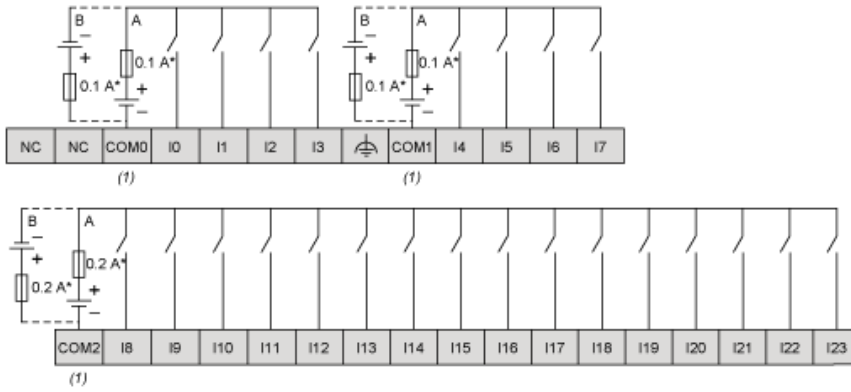 B A B A
− −
+ 0.1 A* + 0.1 A*
0.1 A* + 0.1 A* +
− −
NC NC COM0 I0 I1 I2 I3 COM1 I4 I5 I6 I7
(1) (1)
B A
−
+ 0.2 A*
0.2 A* +
−
COM2 I8 I9 I10 I11 I12 I13 I14 I15 I16 I17 I18 I19 I20 I21 I22 I23
(1)